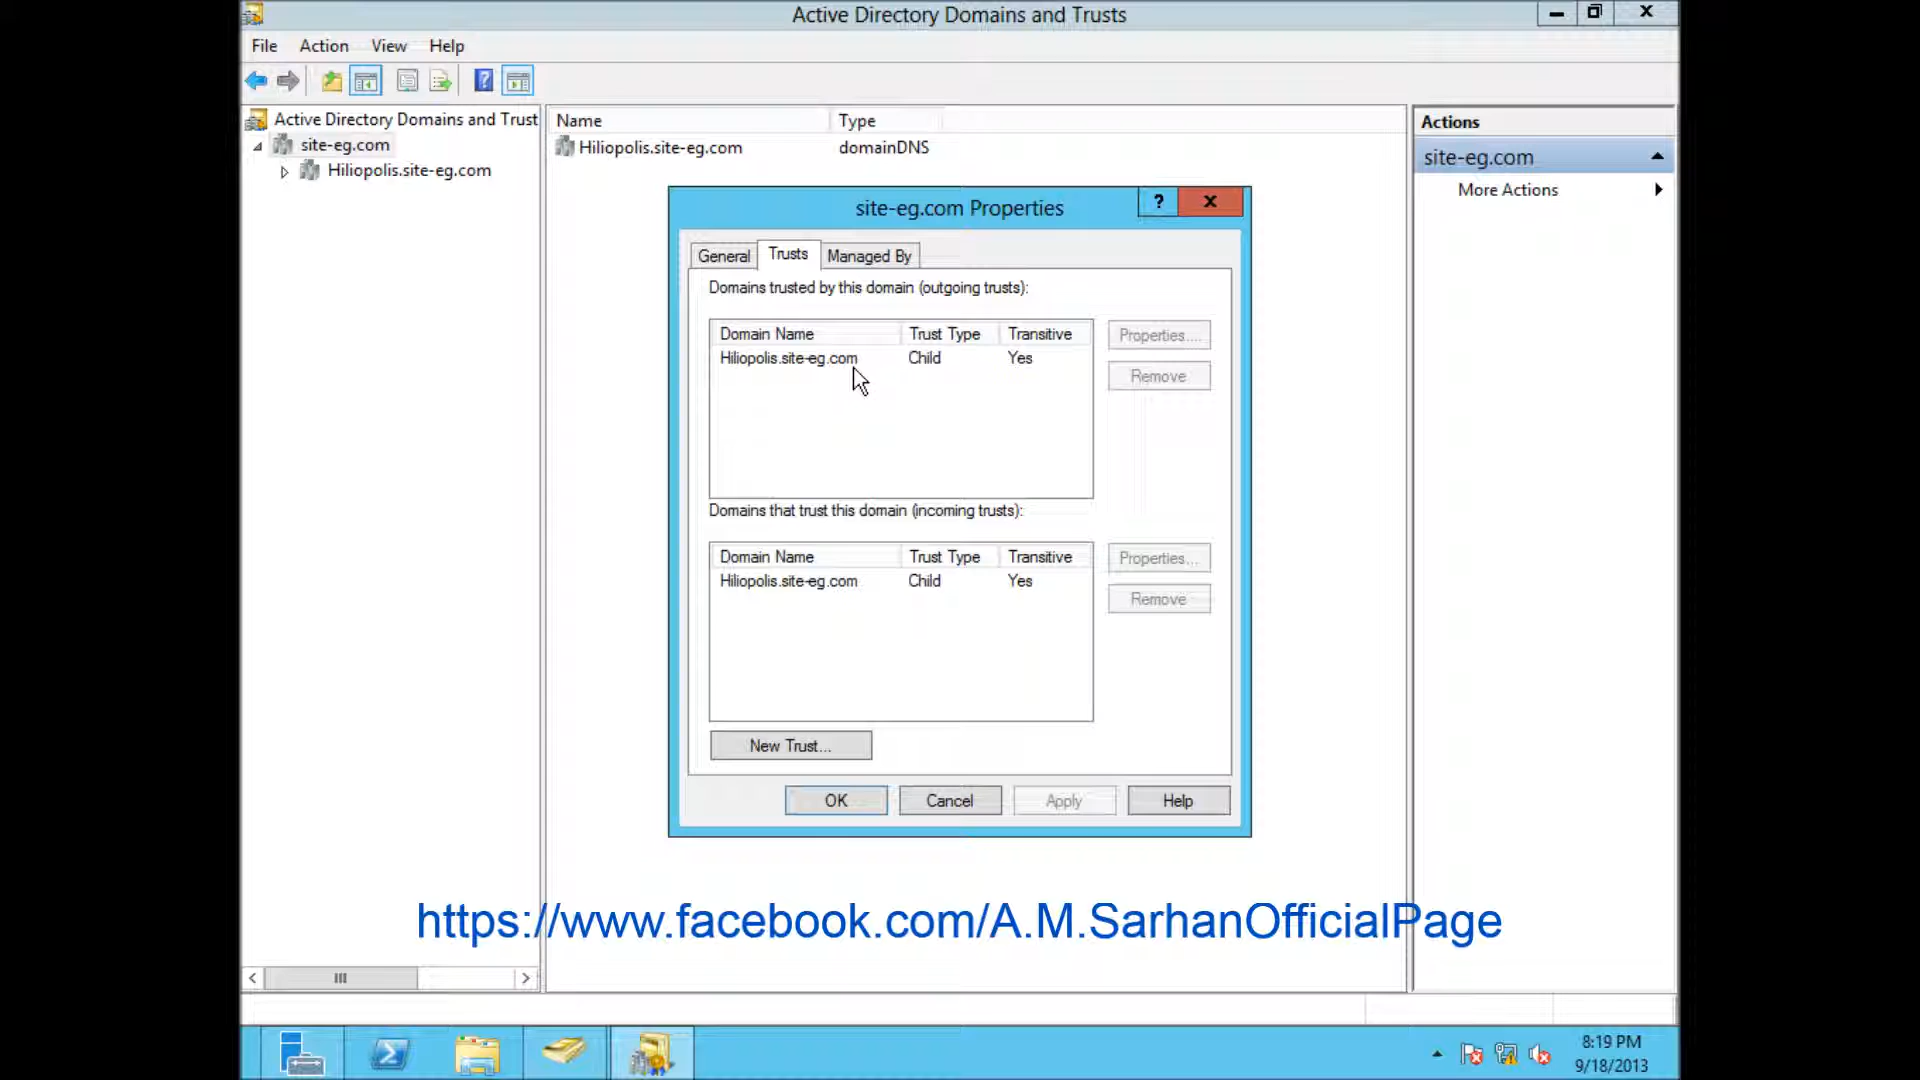 Active Directory Domains and Trusts
File Action View Help
Active Directory Domains and Trust
site-eg.com
Hiliopolis.site-eg.com
Name Type
Hiliopolis.site-eg.com domainDNS
Actions
site-eg.com
More Actions
site-eg.com Properties
?
General Trusts Managed By
Domains trusted by this domain (outgoing trusts):
Domain Name Trust Type Transitive
Hiliopolis.site-eg.com Child Yes
Properties...
Remove
Domains that trust this domain (incoming trusts):
Domain Name Trust Type Transitive
Hiliopolis.site-eg.com Child Yes
Properties...
Remove
New Trust...
OK Cancel Apply Help
https://www.facebook.com/A.M.SarhanOfficialPage
8:19 PM
9/18/2013